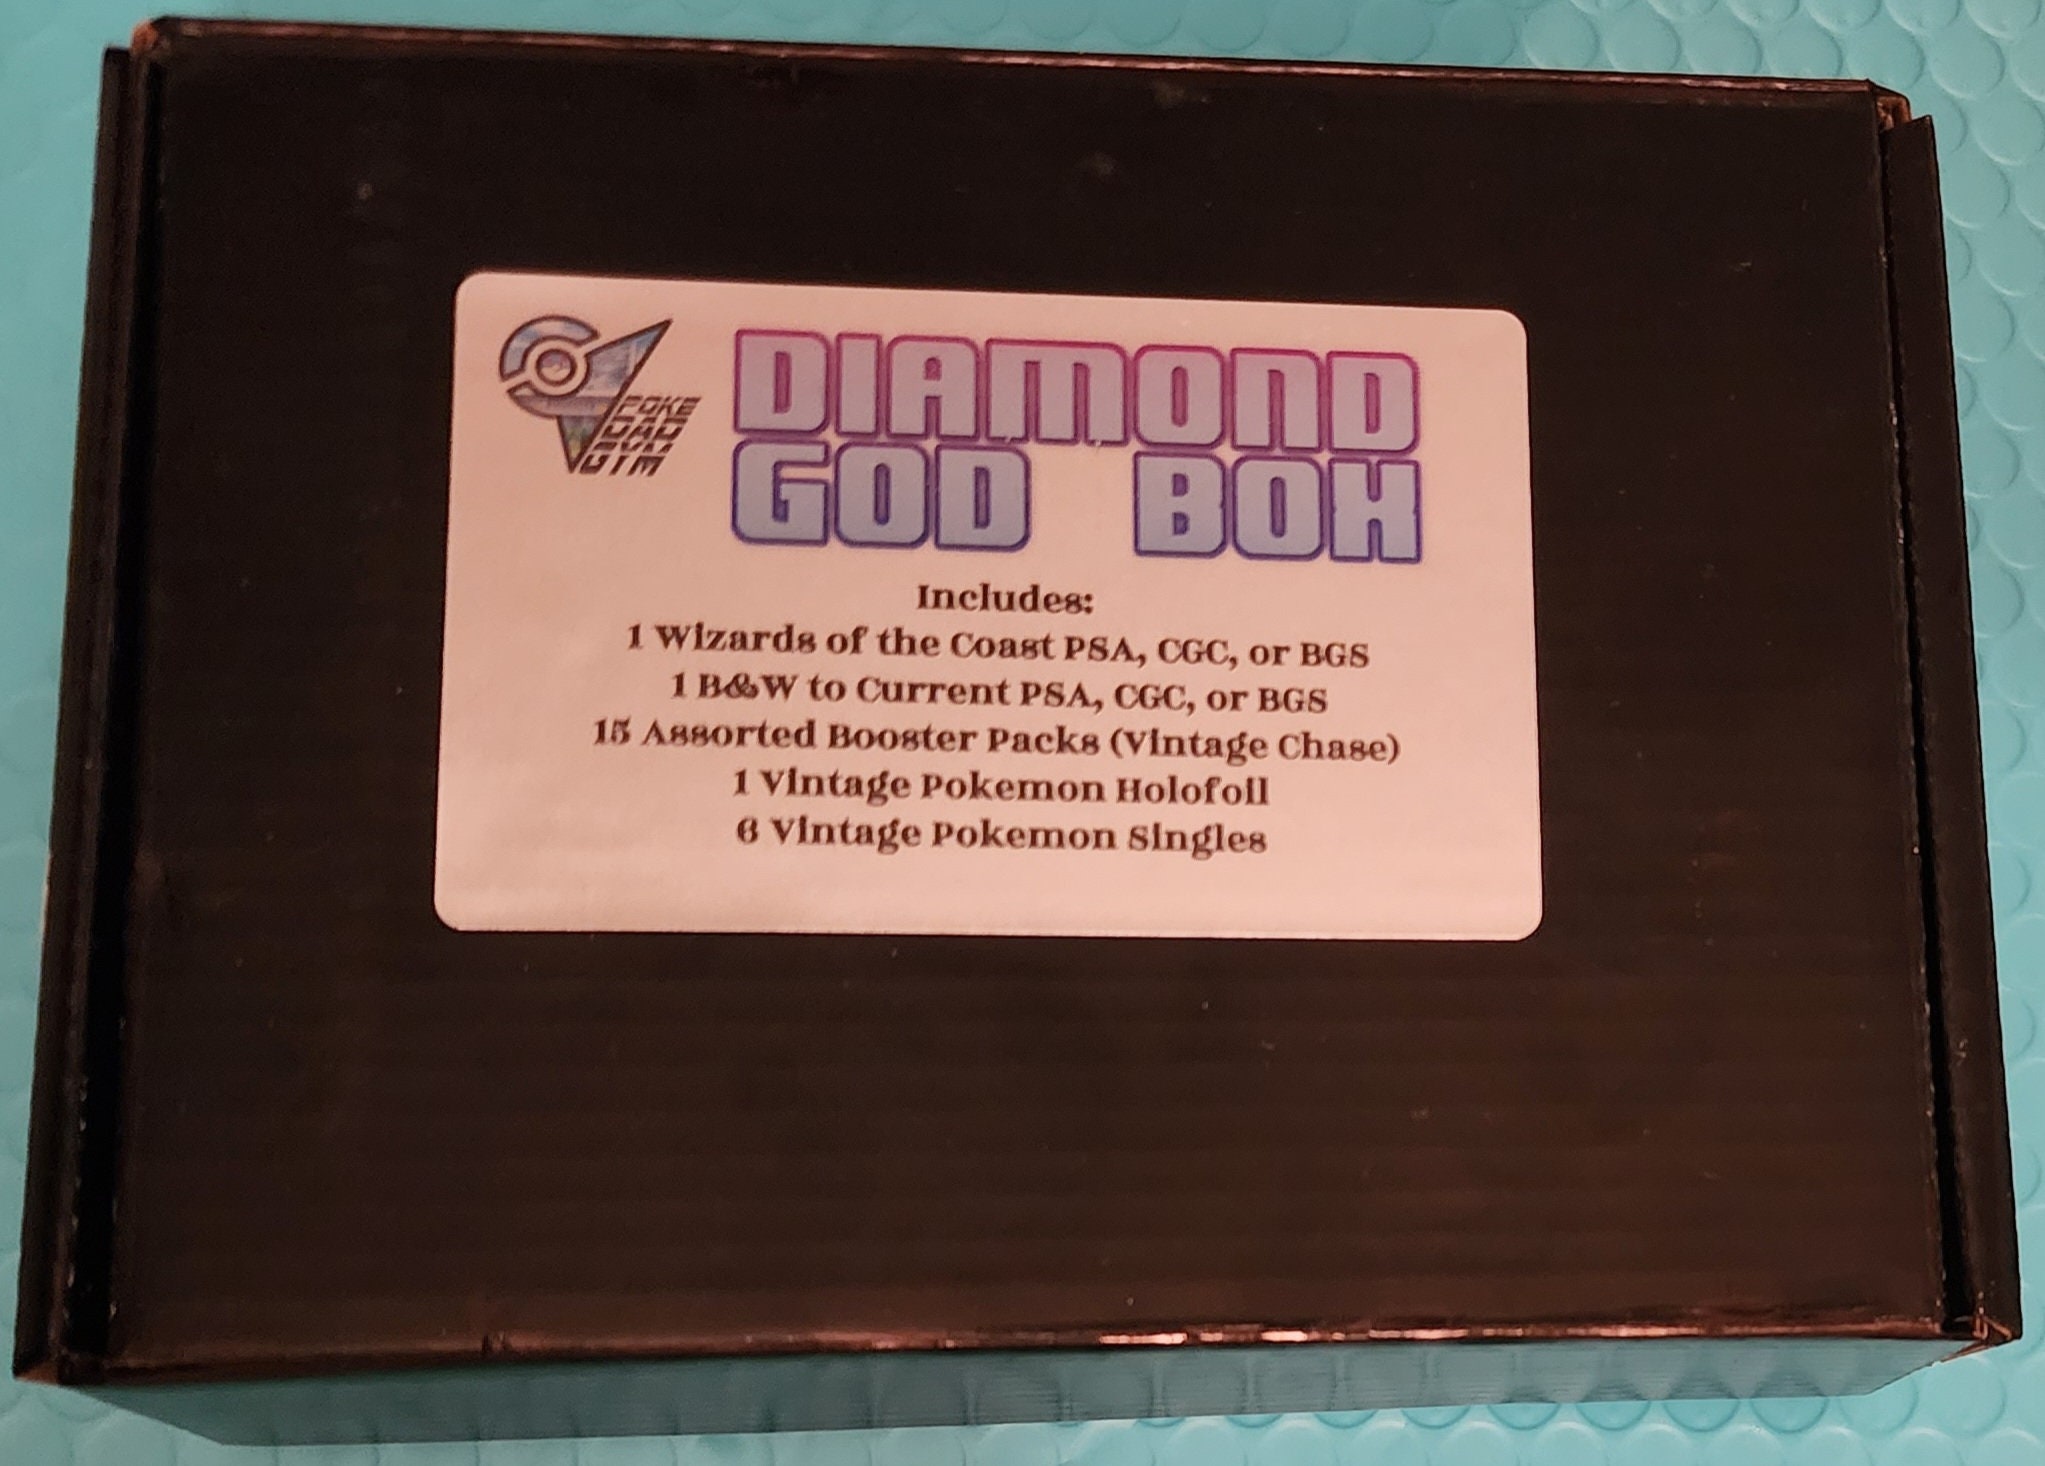 POKE
DAD
GTM
DIAMOND
GOD BOX
Includes:
1 Wizards of the Coast PSA, CGC, or BGS
1 B&W to Current PSA, CGC, or BGS
15 Assorted Booster Packs (Vintage Chase)
1 Vintage Pokemon Holofoil
6 Vintage Pokemon Singles